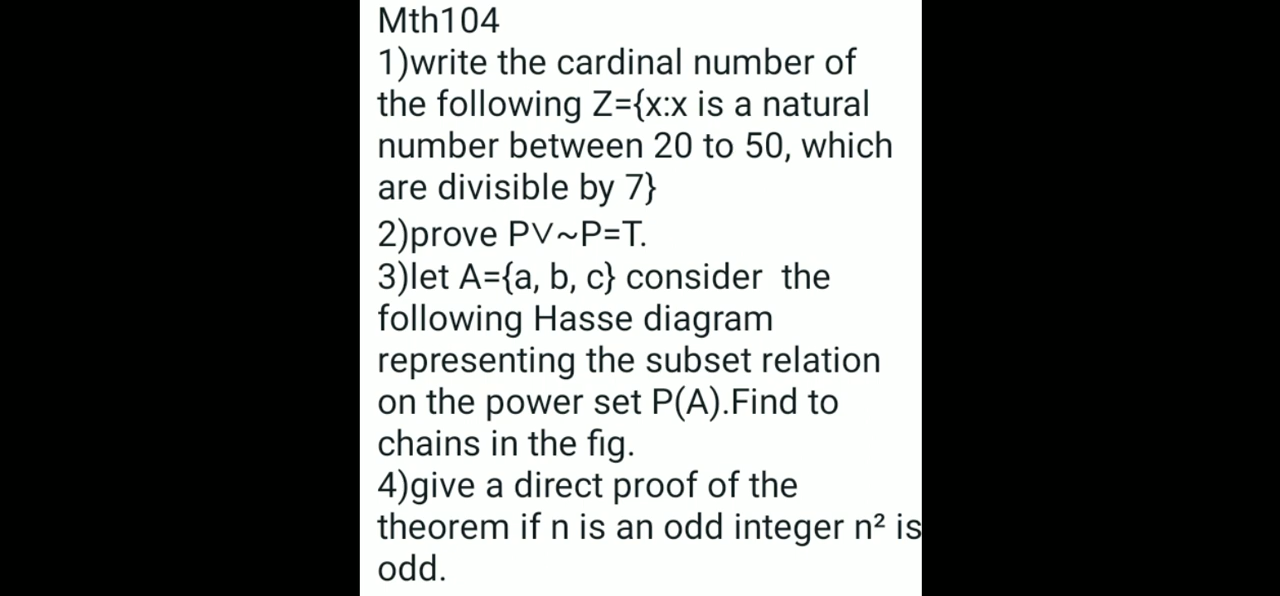 Mth104
1)write the cardinal number of
the following Z={x:x is a natural
number between 20 to 50, which
are divisible by 7}
2)prove P∨~P=T.
3)let A={a, b, c} consider  the
following Hasse diagram
representing the subset relation
on the power set P(A).Find to
chains in the fig.
4)give a direct proof of the
theorem if n is an odd integer n² is
odd.